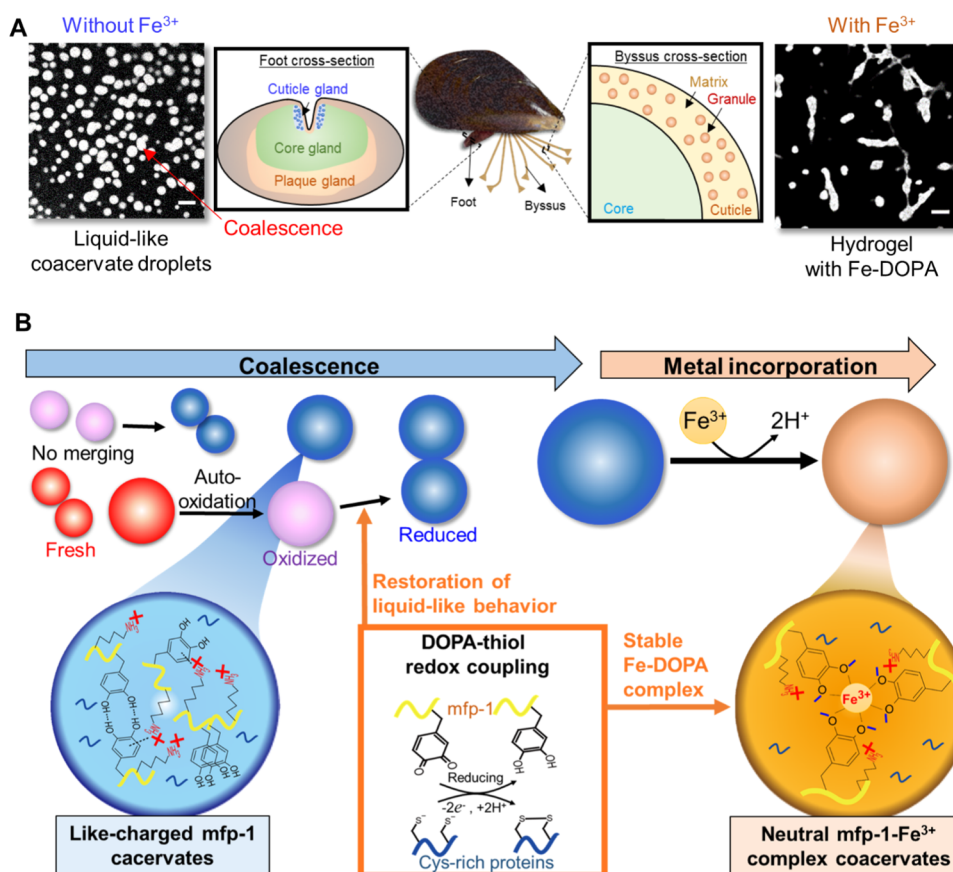 A
Without Fe³⁺
With Fe³⁺
Foot cross-section
Cuticle gland
Core gland
Plaque gland
Foot
Byssus
Byssus cross-section
Matrix
Granule
Core
Cuticle
Coalescence
Liquid-like
coacervate droplets
Hydrogel
with Fe-DOPA
B
Coalescence
Metal incorporation
No merging
Fresh
Auto-
oxidation
Oxidized
Reduced
Fe³⁺
2H⁺
Restoration of
liquid-like behavior
DOPA-thiol
redox coupling
mfp-1
O
O
OH
OH
Reducing
-2e⁻, +2H⁺
S⁻
S⁻
S
S
Cys-rich proteins
Stable
Fe-DOPA
complex
OH
OH
Fe³⁺
O
O
O
O
O
O
Like-charged mfp-1
cacervates
Neutral mfp-1-Fe³⁺
complex coacervates